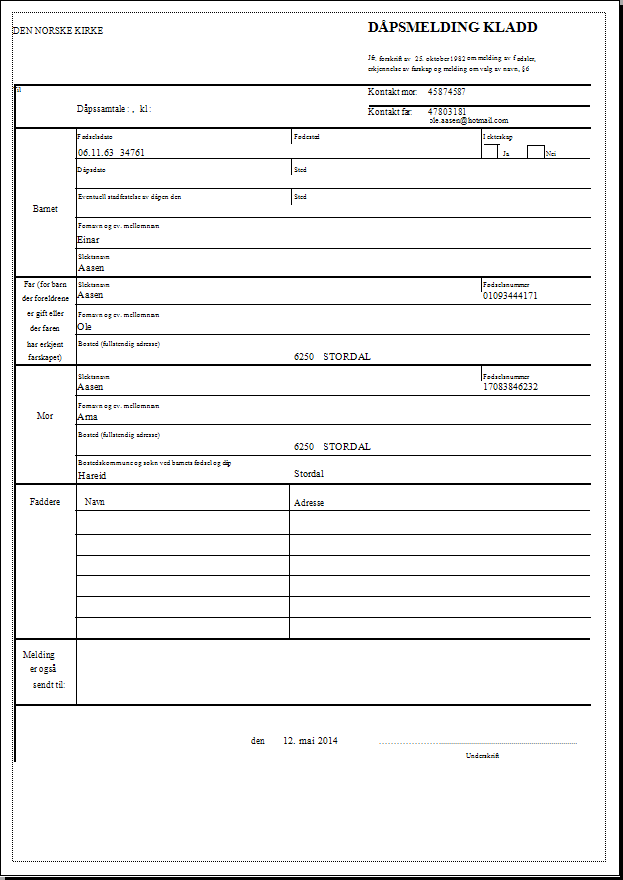 DEN NORSKE KIRKE
DÅPSMELDING KLADD
Jfr. forskrift av 25. oktober 1982 om melding av fødsler,
erkjennelse av farskap og melding om valg av navn, §6
Til
Dåpssamtale : , kl :
Kontakt mor: 45874587
Kontakt far: 47803181
ole.aasen@hotmail.com
Barnet
Fødselsdato
Fødested
I ekteskap
06.11.63 34761
Ja
Nei
Dåpsdato
Sted
Eventuell stadfestelse av dåpen den
Sted
Fornavn og ev. mellomnavn
Einar
Slektsnavn
Aasen
Far (for barn
der foreldrene
er gift eller
der faren
har erkjent
farskapet)
Slektsnavn
Fødselsnummer
Aasen
01093444171
Fornavn og ev. mellomnavn
Ole
Bosted (fullstendig adresse)
6250 STORDAL
Mor
Slektsnavn
Fødselsnummer
Aasen
17083846232
Fornavn og ev. mellomnavn
Arna
Bosted (fullstendig adresse)
6250 STORDAL
Bostedskommune og sokn ved barnets fødsel og dåp
Hareid
Stordal
Faddere
Navn
Adresse
Melding
er også
sendt til:
den 12. mai 2014
Underskrift